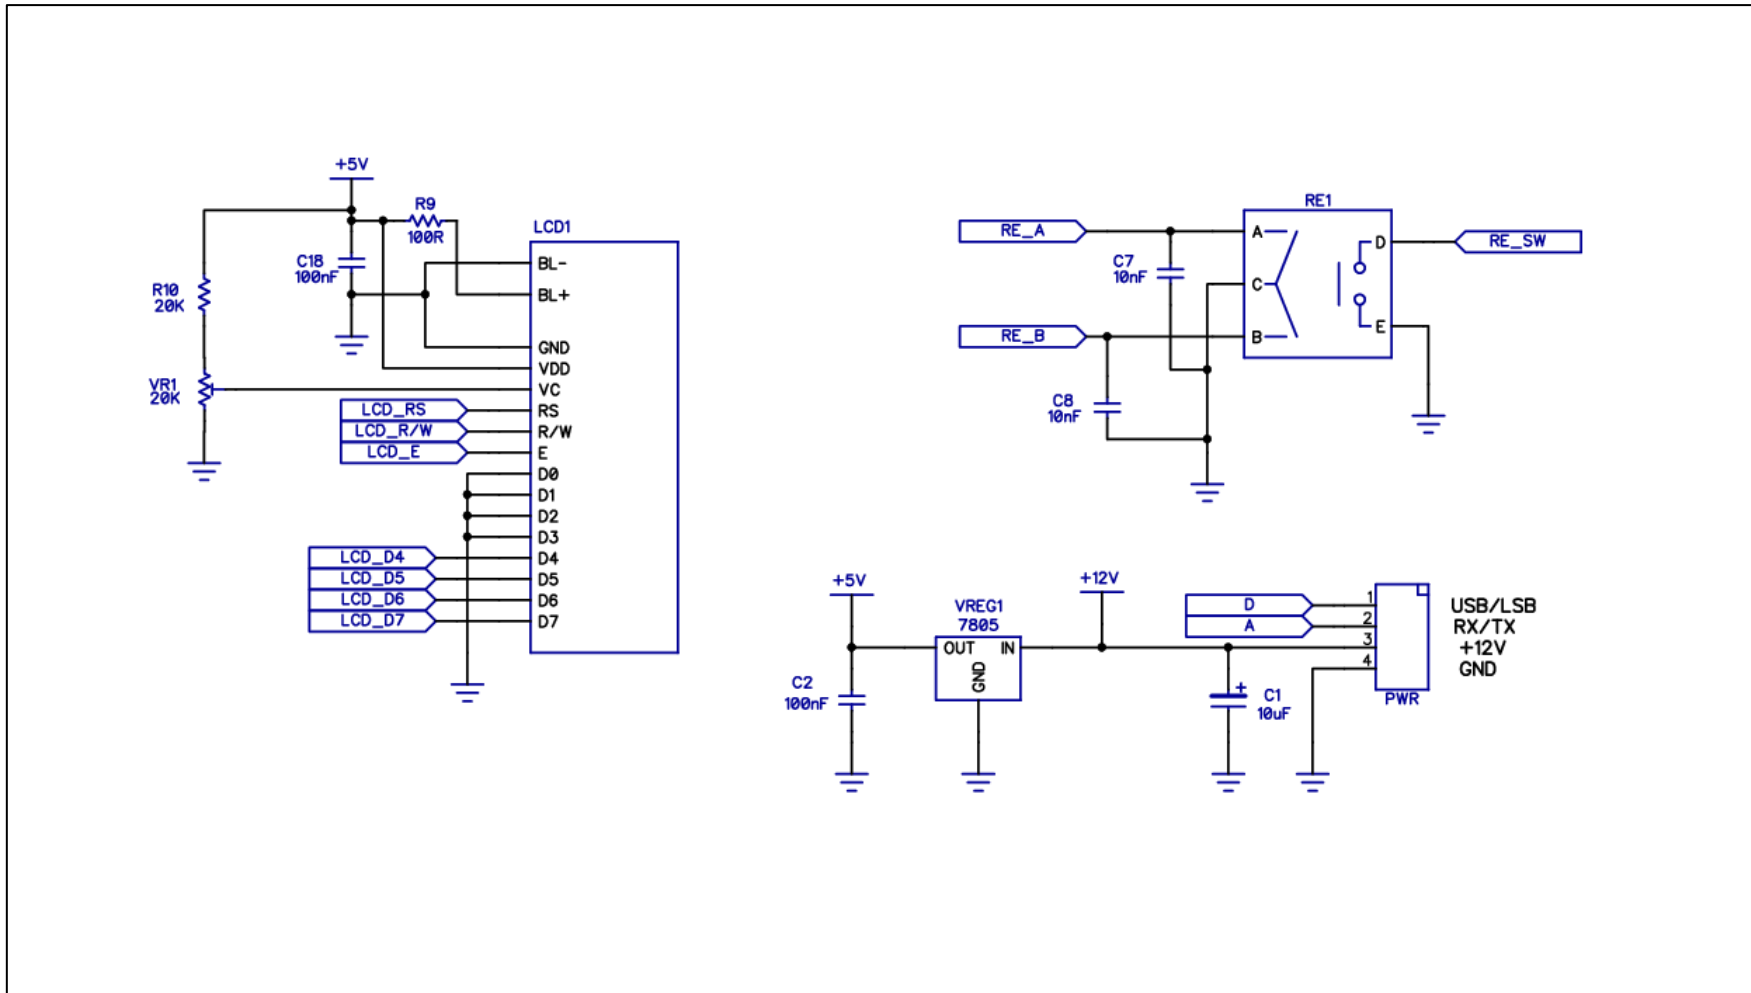 +5V
R9
100R
C18
100nF
R10
20K
VR1
20K
LCD1
BL-
BL+
GND
VDD
VC
RS
R/W
E
D0
D1
D2
D3
D4
D5
D6
D7
LCD_RS
LCD_R/W
LCD_E
LCD_D4
LCD_D5
LCD_D6
LCD_D7
RE1
RE_A
RE_B
RE_SW
A
C
B
D
E
C7
10nF
C8
10nF
+5V
VREG1
7805
OUT IN
GND
C2
100nF
+12V
D
A
C1
10uF
+
1
2
3
4
PWR
USB/LSB
RX/TX
+12V
GND